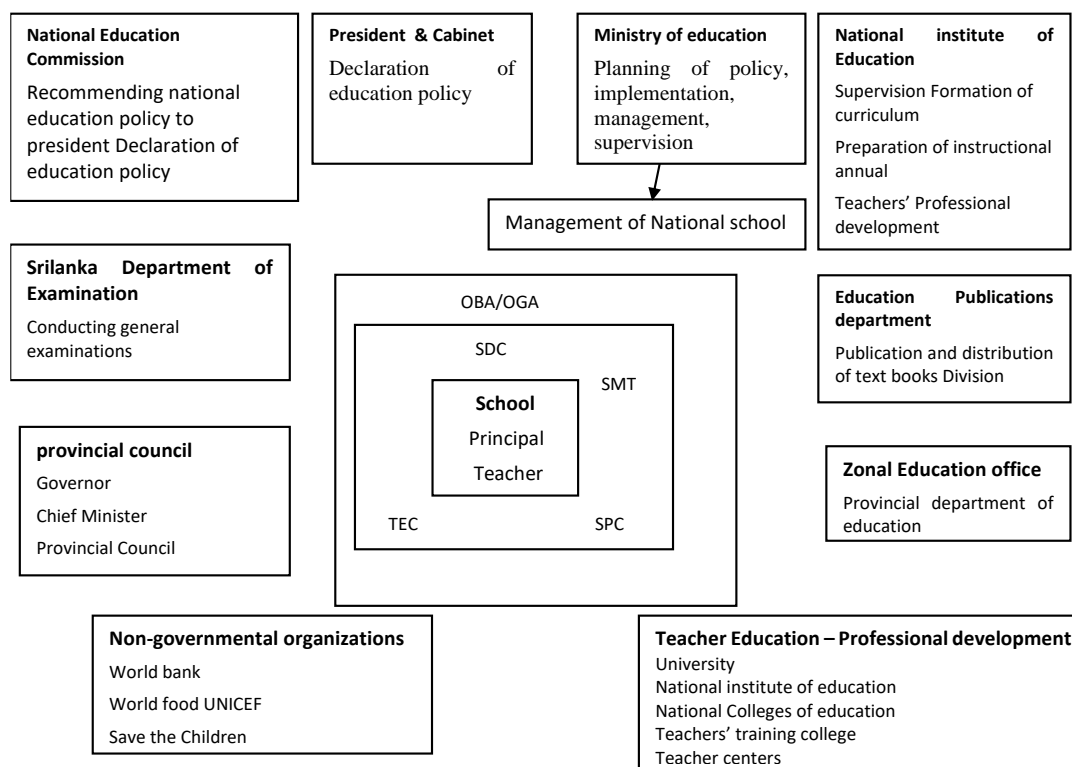 National Education
Commission
Recommending national
education policy to
president Declaration of
education policy
President & Cabinet
Declaration of
education policy
Ministry of education
Planning of policy,
implementation,
management,
supervision
National institute of
Education
Supervision Formation of
curriculum
Preparation of instructional
annual
Teachers’ Professional
development
Management of National school
Srilanka Department of
Examination
Conducting general
examinations
OBA/OGA
SDC
SMT
School
Principal
Teacher
TEC
SPC
Education Publications
department
Publication and distribution
of text books Division
provincial council
Governor
Chief Minister
Provincial Council
Zonal Education office
Provincial department of
education
Non-governmental organizations
World bank
World food UNICEF
Save the Children
Teacher Education – Professional development
University
National institute of education
National Colleges of education
Teachers’ training college
Teacher centers